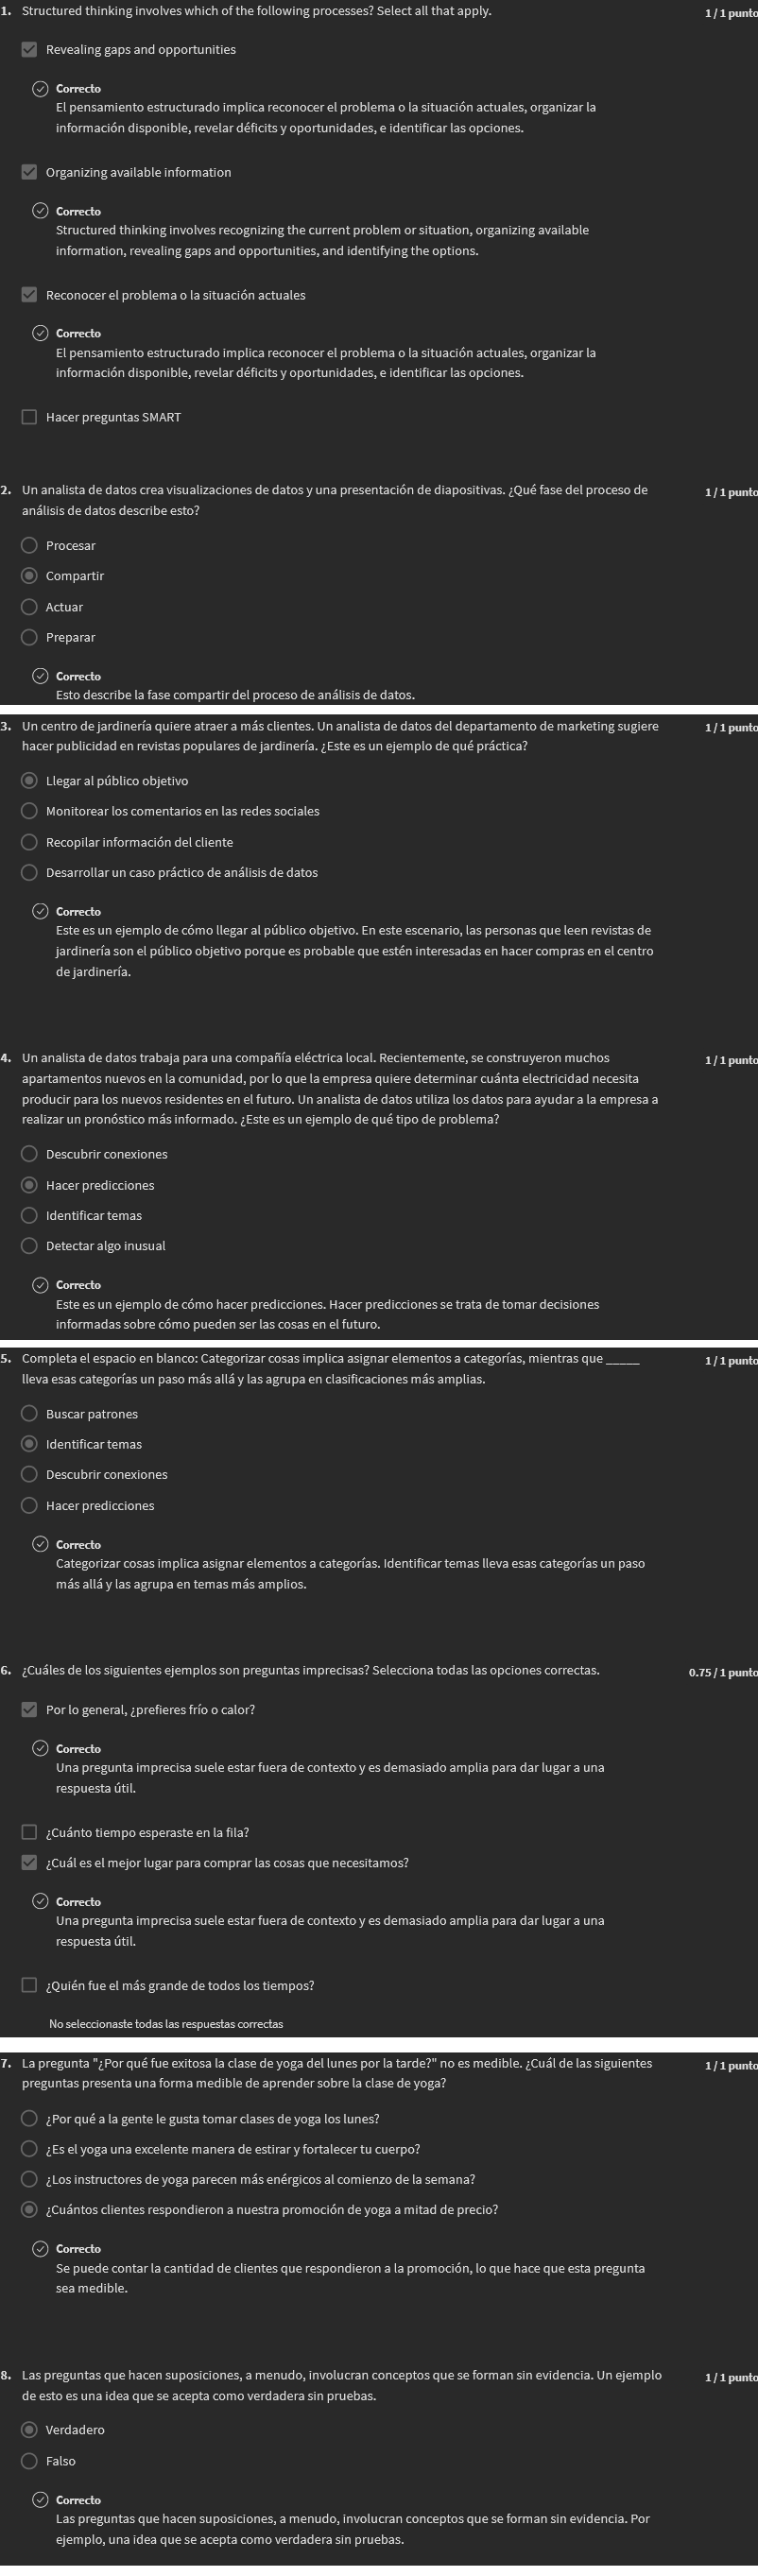 1. Structured thinking involves which of the following processes? Select all that apply. 1 / 1 punto
Revealing gaps and opportunities
Correcto
El pensamiento estructurado implica reconocer el problema o la situación actuales, organizar la
información disponible, revelar déficits y oportunidades, e identificar las opciones.
Organizing available information
Correcto
Structured thinking involves recognizing the current problem or situation, organizing available
information, revealing gaps and opportunities, and identifying the options.
Reconocer el problema o la situación actuales
Correcto
El pensamiento estructurado implica reconocer el problema o la situación actuales, organizar la
información disponible, revelar déficits y oportunidades, e identificar las opciones.
Hacer preguntas SMART
2. Un analista de datos crea visualizaciones de datos y una presentación de diapositivas. ¿Qué fase del proceso de 1 / 1 punto
análisis de datos describe esto?
Procesar
Compartir
Actuar
Preparar
Correcto
Esto describe la fase compartir del proceso de análisis de datos.
3. Un centro de jardinería quiere atraer a más clientes. Un analista de datos del departamento de marketing sugiere 1 / 1 punto
hacer publicidad en revistas populares de jardinería. ¿Este es un ejemplo de qué práctica?
Llegar al público objetivo
Monitorear los comentarios en las redes sociales
Recopilar información del cliente
Desarrollar un caso práctico de análisis de datos
Correcto
Este es un ejemplo de cómo llegar al público objetivo. En este escenario, las personas que leen revistas de
jardinería son el público objetivo porque es probable que estén interesadas en hacer compras en el centro
de jardinería.
4. Un analista de datos trabaja para una compañía eléctrica local. Recientemente, se construyeron muchos 1 / 1 punto
apartamentos nuevos en la comunidad, por lo que la empresa quiere determinar cuánta electricidad necesita
producir para los nuevos residentes en el futuro. Un analista de datos utiliza los datos para ayudar a la empresa a
realizar un pronóstico más informado. ¿Este es un ejemplo de qué tipo de problema?
Descubrir conexiones
Hacer predicciones
Identificar temas
Detectar algo inusual
Correcto
Este es un ejemplo de cómo hacer predicciones. Hacer predicciones se trata de tomar decisiones
informadas sobre cómo pueden ser las cosas en el futuro.
5. Completa el espacio en blanco: Categorizar cosas implica asignar elementos a categorías, mientras que _____ 1 / 1 punto
lleva esas categorías un paso más allá y las agrupa en clasificaciones más amplias.
Buscar patrones
Identificar temas
Descubrir conexiones
Hacer predicciones
Correcto
Categorizar cosas implica asignar elementos a categorías. Identificar temas lleva esas categorías un paso
más allá y las agrupa en temas más amplios.
6. ¿Cuáles de los siguientes ejemplos son preguntas imprecisas? Selecciona todas las opciones correctas. 0.75 / 1 punto
Por lo general, ¿prefieres frío o calor?
Correcto
Una pregunta imprecisa suele estar fuera de contexto y es demasiado amplia para dar lugar a una
respuesta útil.
¿Cuánto tiempo esperaste en la fila?
¿Cuál es el mejor lugar para comprar las cosas que necesitamos?
Correcto
Una pregunta imprecisa suele estar fuera de contexto y es demasiado amplia para dar lugar a una
respuesta útil.
¿Quién fue el más grande de todos los tiempos?
No seleccionaste todas las respuestas correctas
7. La pregunta "¿Por qué fue exitosa la clase de yoga del lunes por la tarde?" no es medible. ¿Cuál de las siguientes 1 / 1 punto
preguntas presenta una forma medible de aprender sobre la clase de yoga?
¿Por qué a la gente le gusta tomar clases de yoga los lunes?
¿Es el yoga una excelente manera de estirar y fortalecer tu cuerpo?
¿Los instructores de yoga parecen más enérgicos al comienzo de la semana?
¿Cuántos clientes respondieron a nuestra promoción de yoga a mitad de precio?
Correcto
Se puede contar la cantidad de clientes que respondieron a la promoción, lo que hace que esta pregunta
sea medible.
8. Las preguntas que hacen suposiciones, a menudo, involucran conceptos que se forman sin evidencia. Un ejemplo 1 / 1 punto
de esto es una idea que se acepta como verdadera sin pruebas.
Verdadero
Falso
Correcto
Las preguntas que hacen suposiciones, a menudo, involucran conceptos que se forman sin evidencia. Por
ejemplo, una idea que se acepta como verdadera sin pruebas.